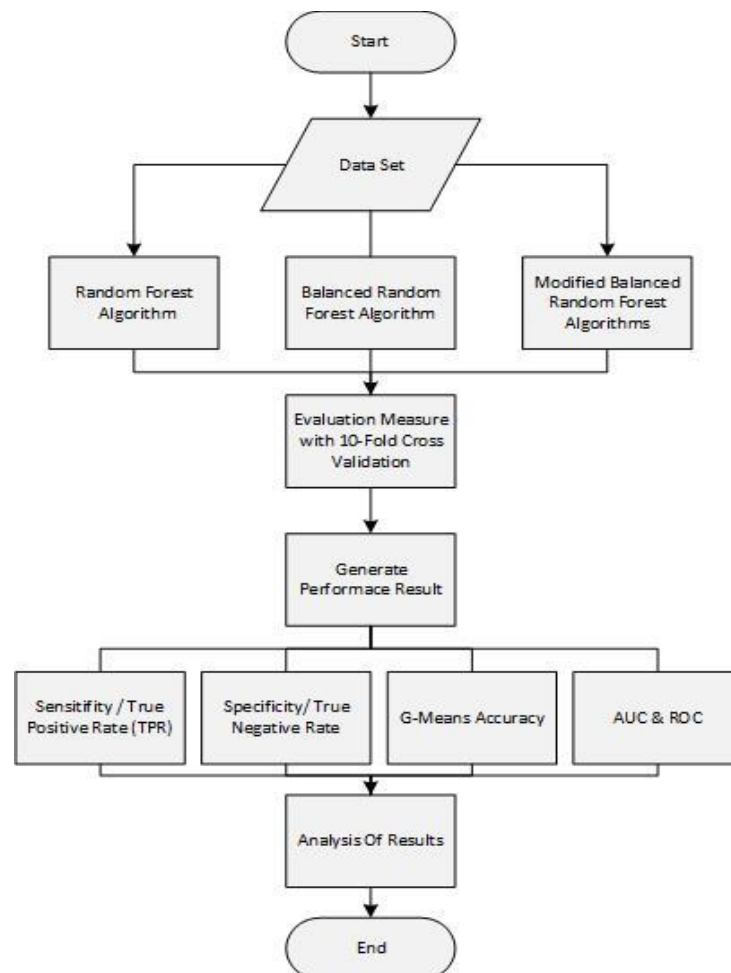 Start
Data Set
Random Forest
Algorithm
Balanced Random
Forest Algorithm
Modified Balanced
Random Forest
Algorithms
Evaluation Measure
with 10-Fold Cross
Validation
Generate
Performace Result
Sensitifity / True
Positive Rate (TPR)
Specificity/ True
Negative Rate
G-Means Accuracy
AUC & ROC
Analysis Of Results
End